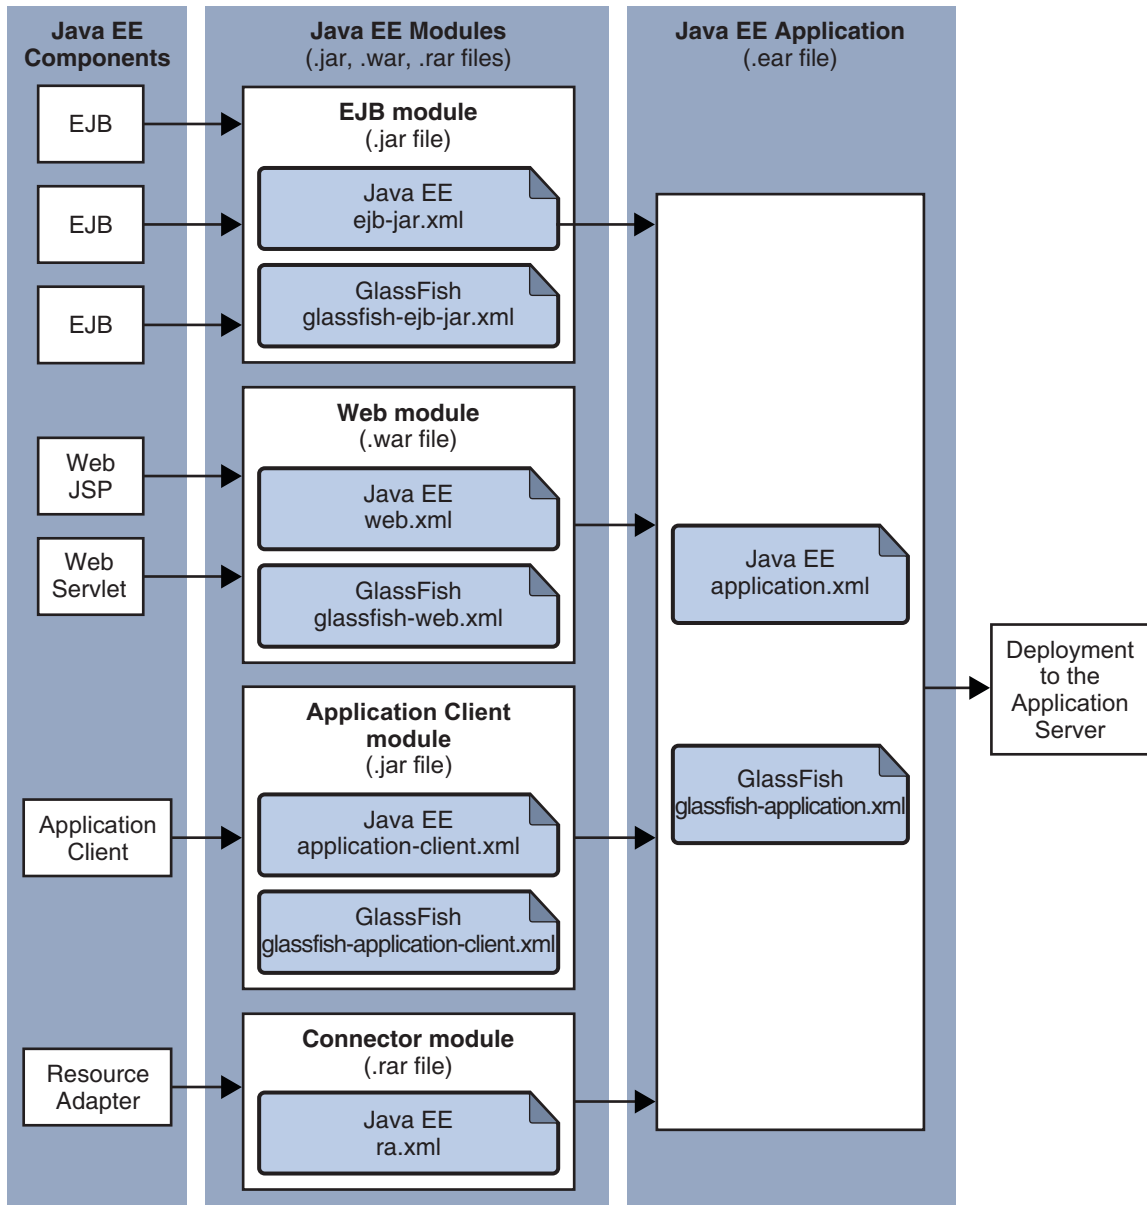 Java EE
Components
EJB
EJB
EJB
Web
JSP
Web
Servlet
Application
Client
Resource
Adapter
Java EE Modules
(.jar, .war, .rar files)
EJB module
(.jar file)
Java EE
ejb-jar.xml
GlassFish
glassfish-ejb-jar.xml
Web module
(.war file)
Java EE
web.xml
GlassFish
glassfish-web.xml
Application Client
module
(.jar file)
Java EE
application-client.xml
GlassFish
glassfish-application-client.xml
Connector module
(.rar file)
Java EE
ra.xml
Java EE Application
(.ear file)
Java EE
application.xml
GlassFish
glassfish-application.xml
Deployment
to the
Application
Server